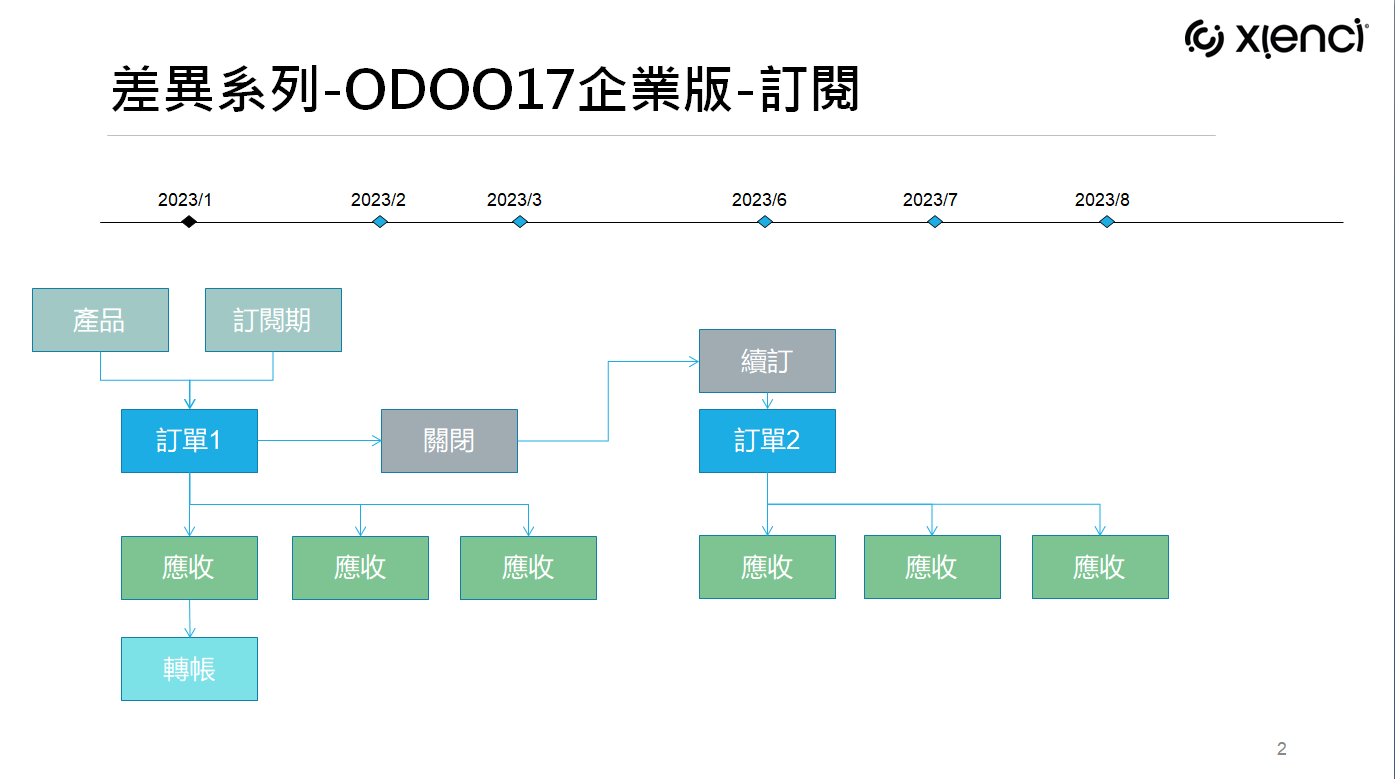 xienci
差異系列-ODOO17企業版-訂閱
2023/1 2023/2 2023/3 2023/6 2023/7 2023/8
產品 訂閱期
續訂
訂單1 關閉 訂單2
應收 應收 應收 應收 應收 應收
轉帳
2